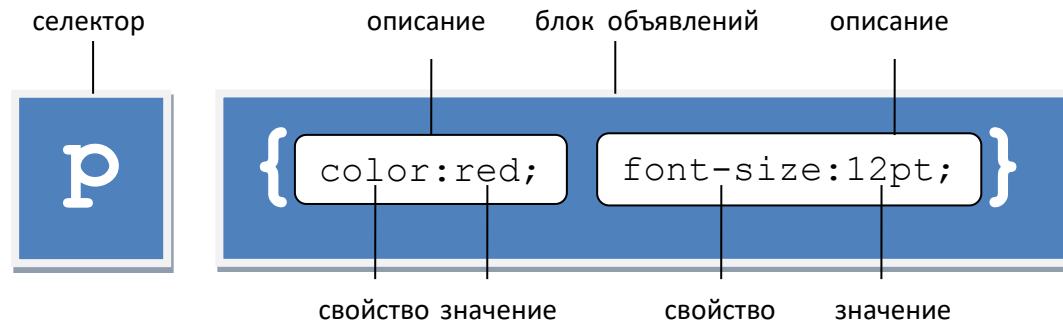 селектор описание блок объявлений описание
p { color:red; font-size:12pt; }
свойство значение свойство значение